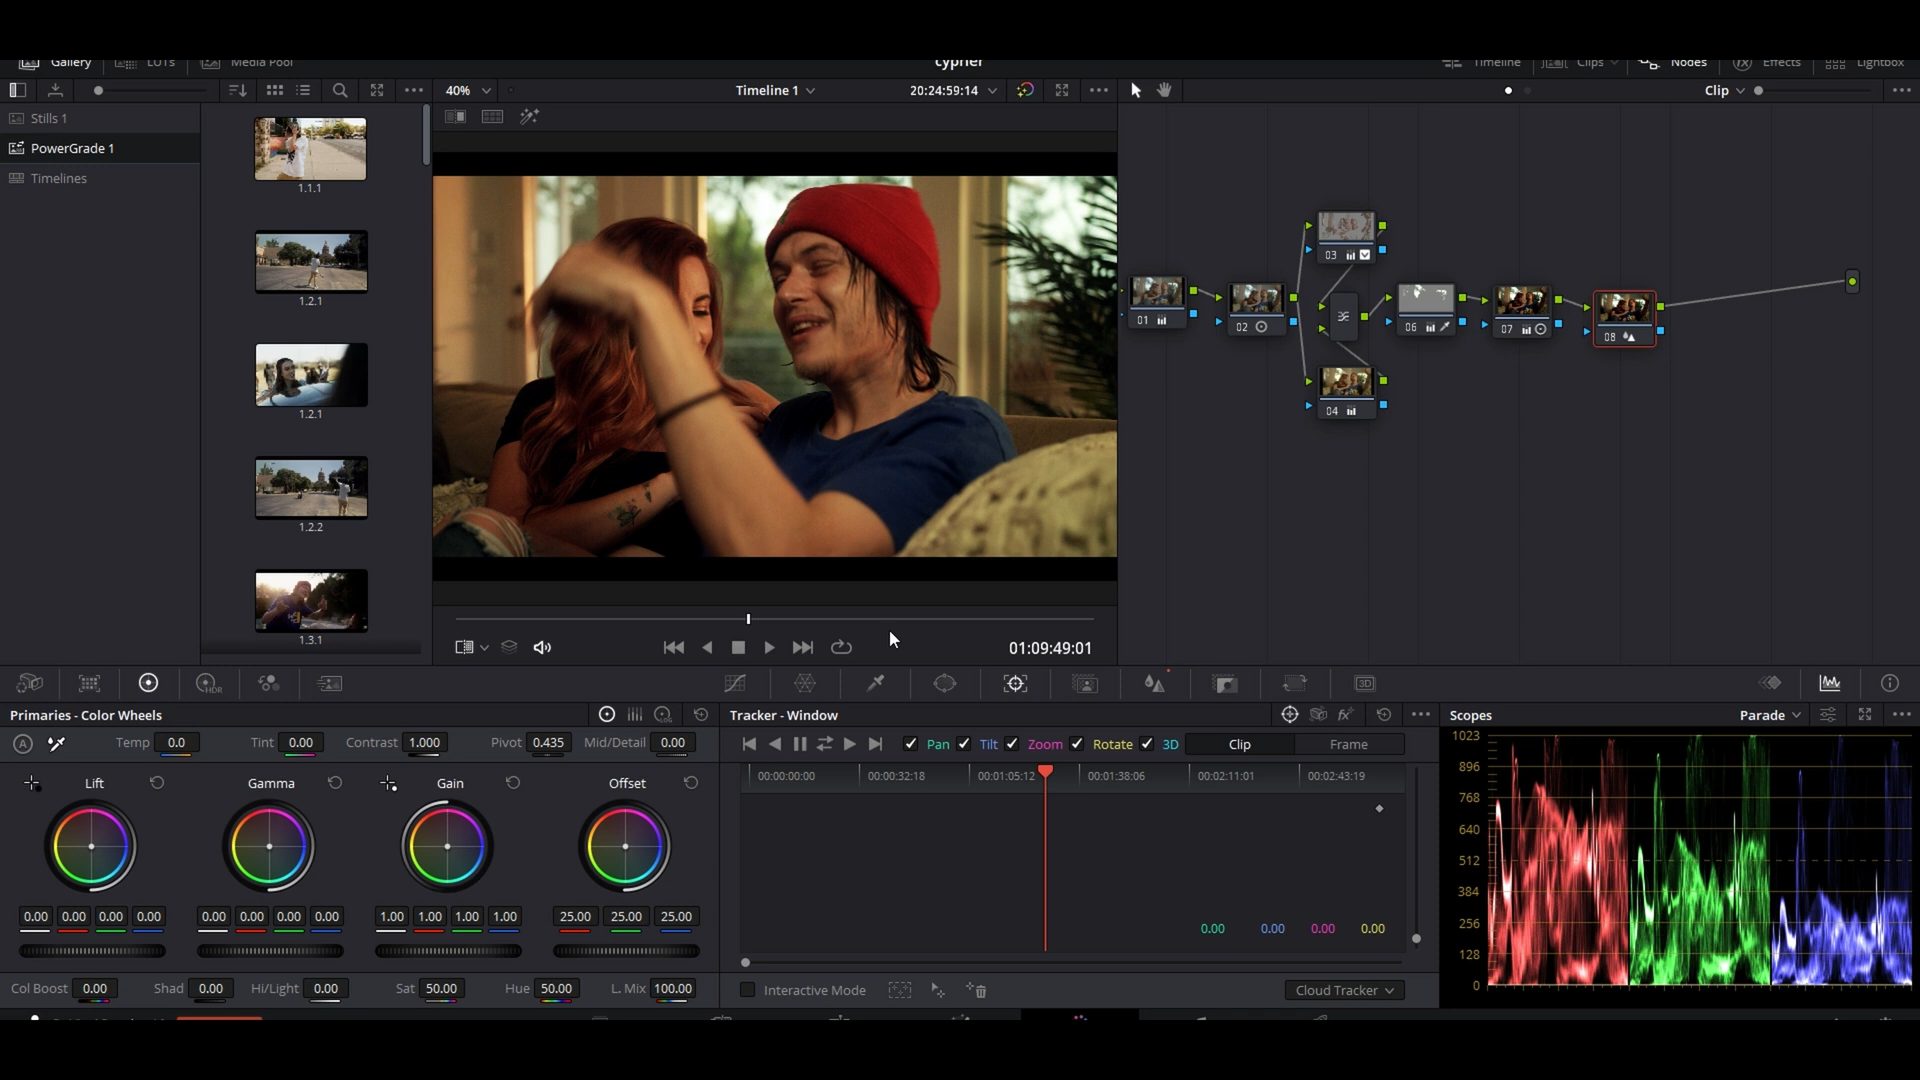 Gallery LUTs Media Pool cypher Timeline Clips Nodes Effects Lightbox
40% Timeline 1 20:24:59:14 Clip
Stills 1
PowerGrade 1
Timelines
1.1.1
1.2.1
1.2.1
1.2.2
1.3.1
03
01 02 06 07 08
04
01:09:49:01
HDR 3D
Primaries - Color Wheels
A Temp 0.0 Tint 0.00 Contrast 1.000 Pivot 0.435 Mid/Detail 0.00
Lift Gamma Gain Offset
0.00 0.00 0.00 0.00 0.00 0.00 0.00 0.00 1.00 1.00 1.00 1.00 25.00 25.00 25.00
Col Boost 0.00 Shad 0.00 Hi/Light 0.00 Sat 50.00 Hue 50.00 L. Mix 100.00
Tracker - Window
Pan Tilt Zoom Rotate 3D Clip Frame
00:00:00:00 00:00:32:18 00:01:05:12 00:01:38:06 00:02:11:01 00:02:43:19
0.00 0.00 0.00 0.00
Interactive Mode Cloud Tracker
Scopes Parade
1023
896
768
640
512
384
256
128
0